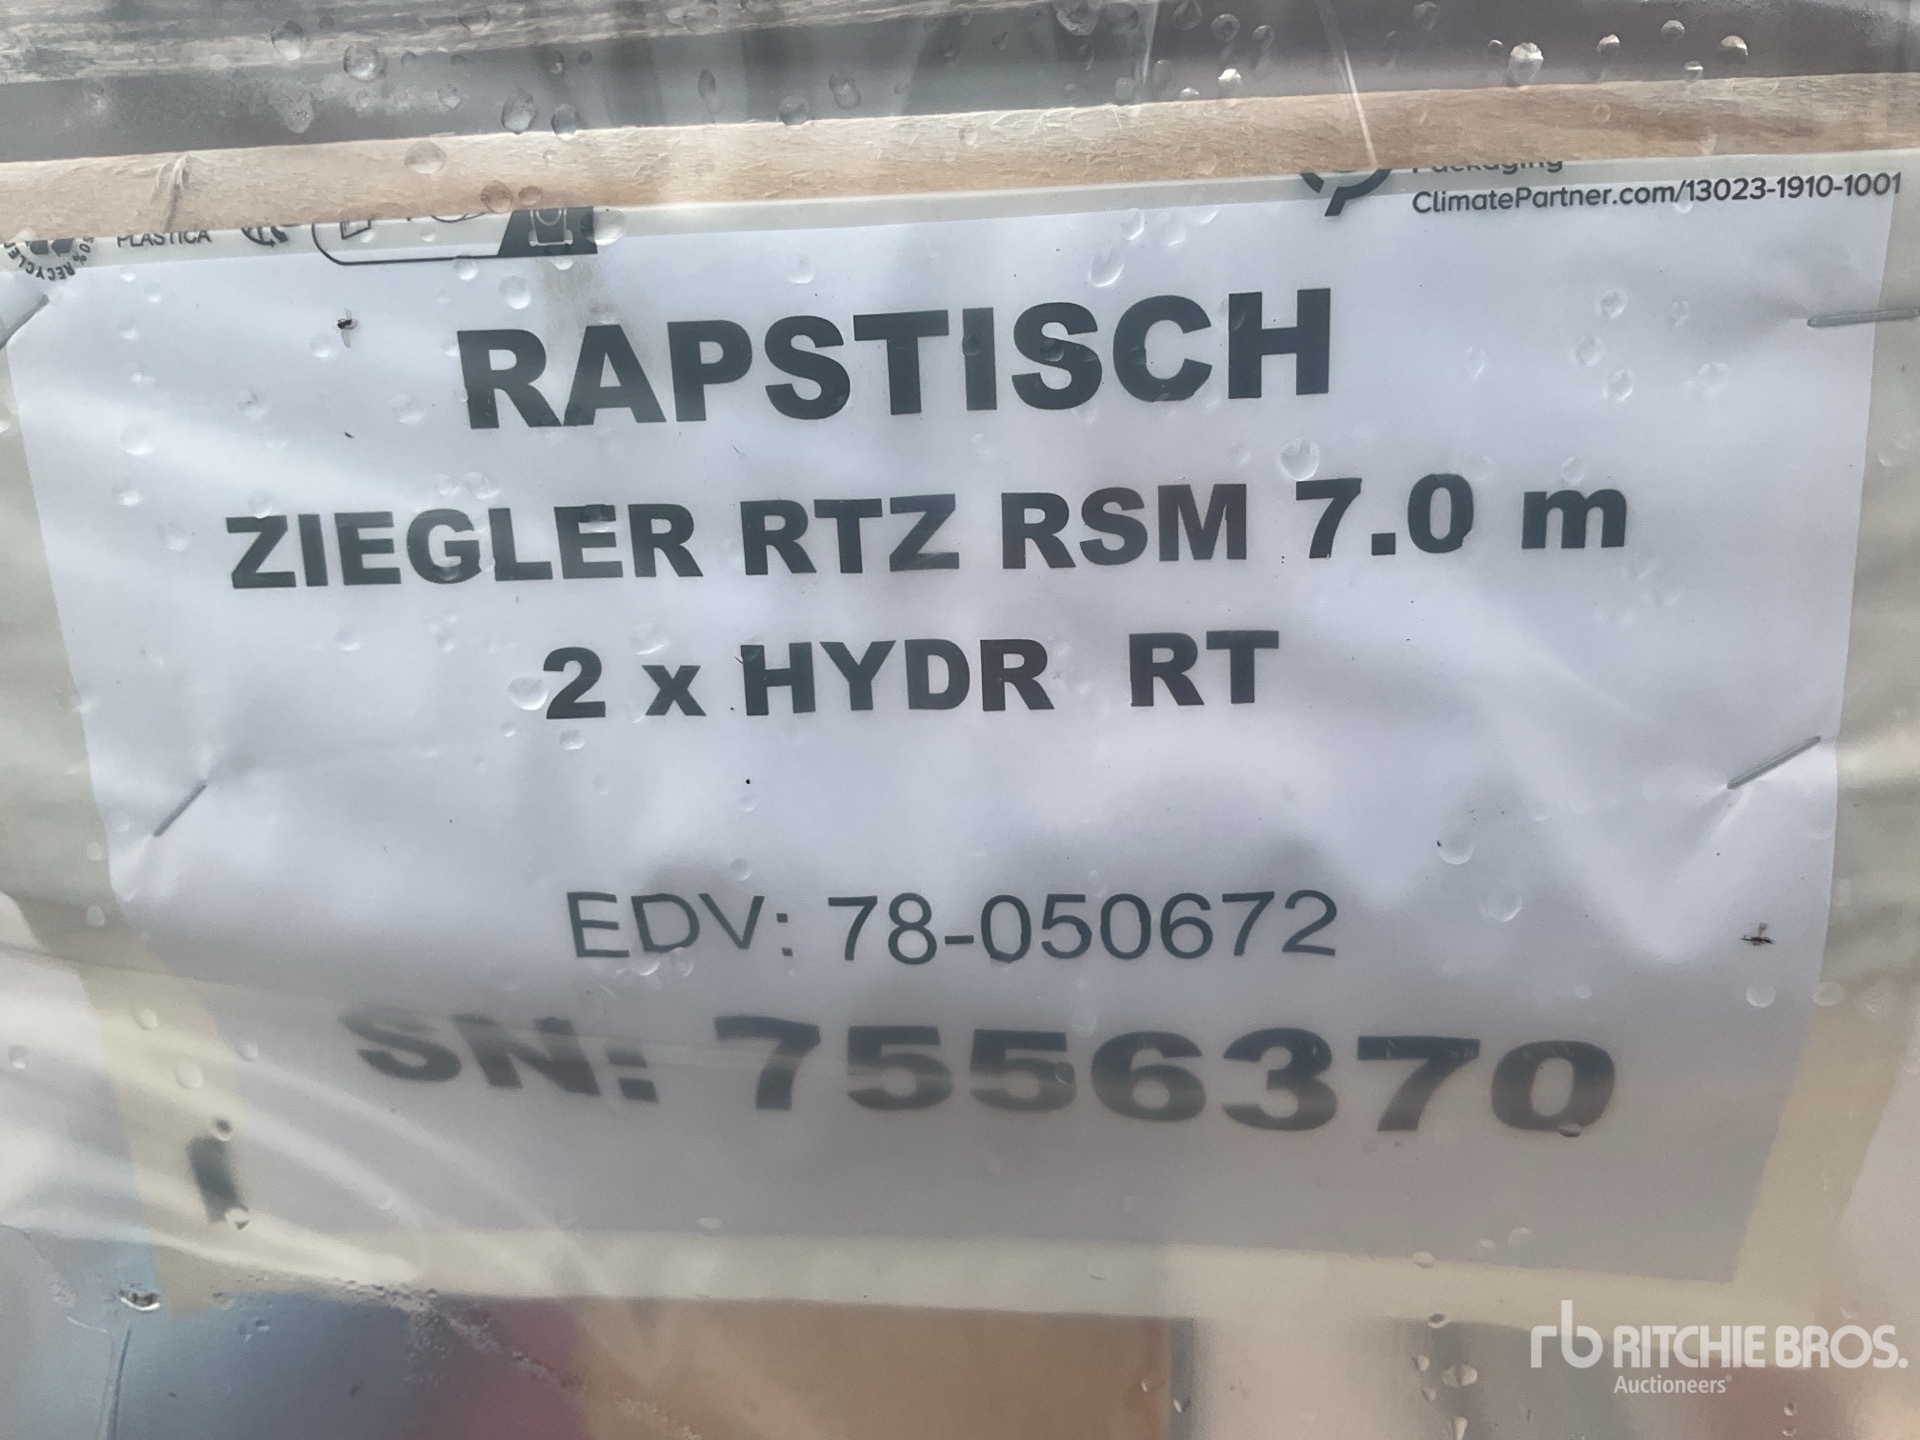 ClimatePartner.com/13023-1910-1001
PLASTICA
RAPSTISCH
ZIEGLER RTZ RSM 7.0 m
2 x HYDR RT
EDV: 78-050672
SN: 7556370
rb RITCHIE BROS.
Auctioneers